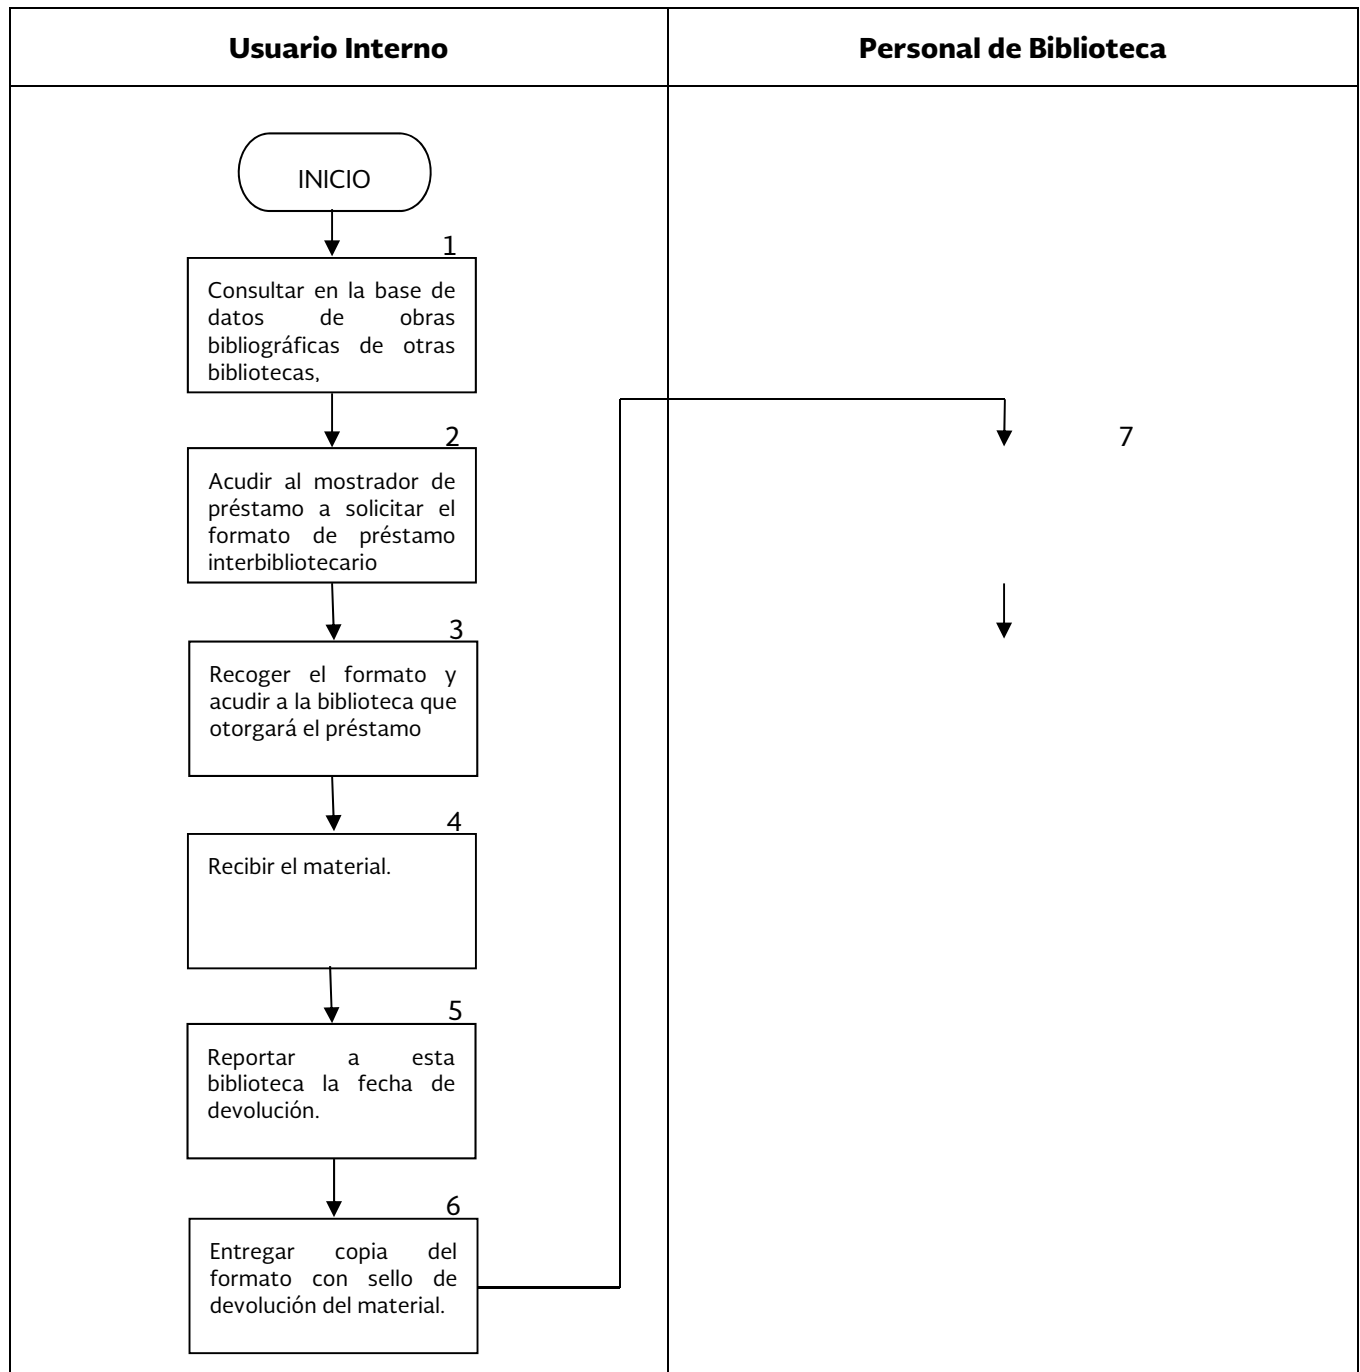 Usuario Interno
Personal de Biblioteca
INICIO
1
Consultar en la base de
datos de obras
bibliográficas de otras
bibliotecas,
2
Acudir al mostrador de
préstamo a solicitar el
formato de préstamo
interbibliotecario
3
Recoger el formato y
acudir a la biblioteca que
otorgará el préstamo
4
Recibir el material.
5
Reportar a esta
biblioteca la fecha de
devolución.
6
Entregar copia del
formato con sello de
devolución del material.
7